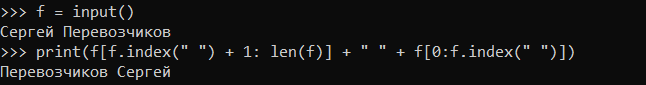 >>> f = input()
Сергей Перевозчиков
>>> print(f[f.index(" ") + 1: len(f)] + " " + f[0:f.index(" ")])
Перевозчиков Сергей